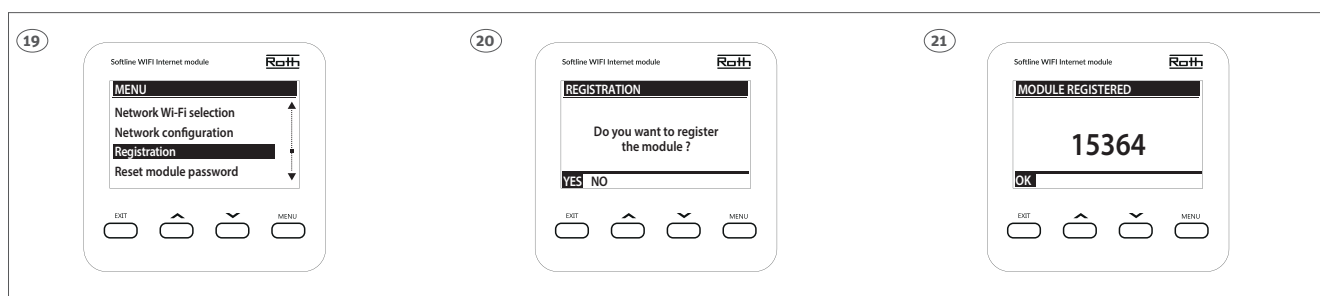 19
Softline WIFI Internet module
Roth
MENU
Network Wi-Fi selection
Network configuration
Registration
Reset module password
EXIT
MENU
20
Softline WIFI Internet module
Roth
REGISTRATION
Do you want to register
the module ?
YES NO
EXIT
MENU
21
Softline WIFI Internet module
Roth
MODULE REGISTERED
15364
OK
EXIT
MENU